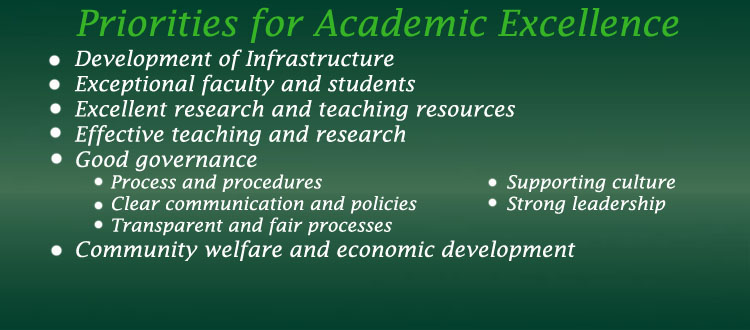 Priorities for Academic Excellence
Development of Infrastructure
Exceptional faculty and students
Excellent research and teaching resources
Effective teaching and research
Good governance
Process and procedures
Clear communication and policies
Transparent and fair processes
Supporting culture
Strong leadership
Community welfare and economic development